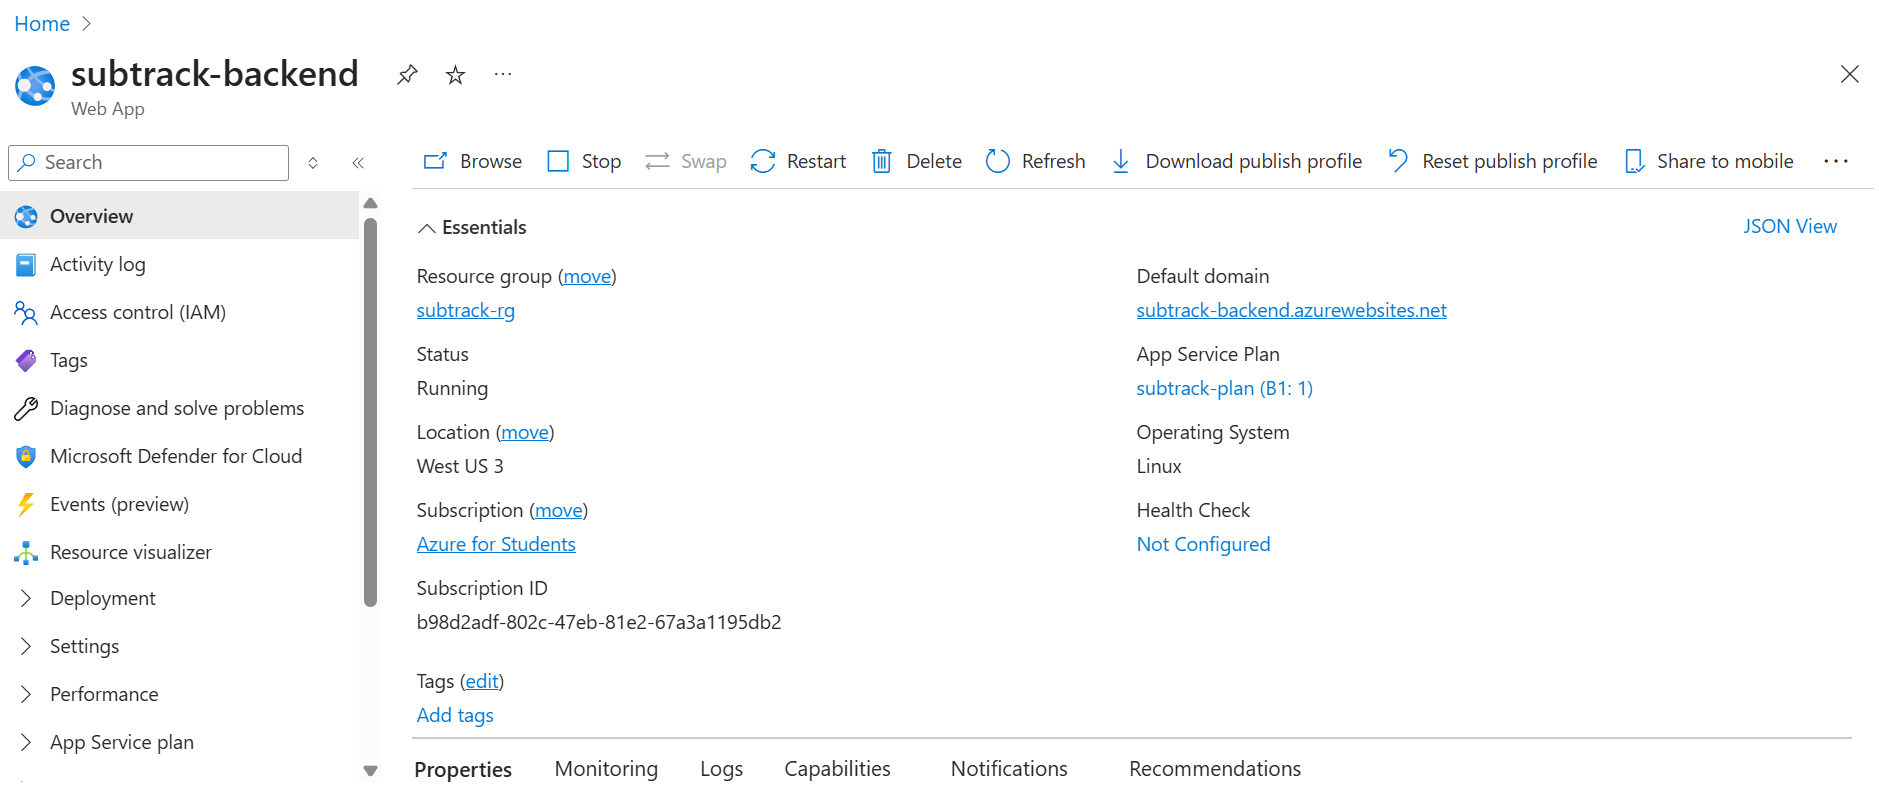 Home
subtrack-backend
Web App
Search
Browse Stop Swap Restart Delete Refresh Download publish profile Reset publish profile Share to mobile
Overview
Activity log
Access control (IAM)
Tags
Diagnose and solve problems
Microsoft Defender for Cloud
Events (preview)
Resource visualizer
Deployment
Settings
Performance
App Service plan
Essentials
JSON View
Resource group (move)
subtrack-rg
Status
Running
Location (move)
West US 3
Subscription (move)
Azure for Students
Subscription ID
b98d2adf-802c-47eb-81e2-67a3a1195db2
Tags (edit)
Add tags
Default domain
subtrack-backend.azurewebsites.net
App Service Plan
subtrack-plan (B1: 1)
Operating System
Linux
Health Check
Not Configured
Properties Monitoring Logs Capabilities Notifications Recommendations